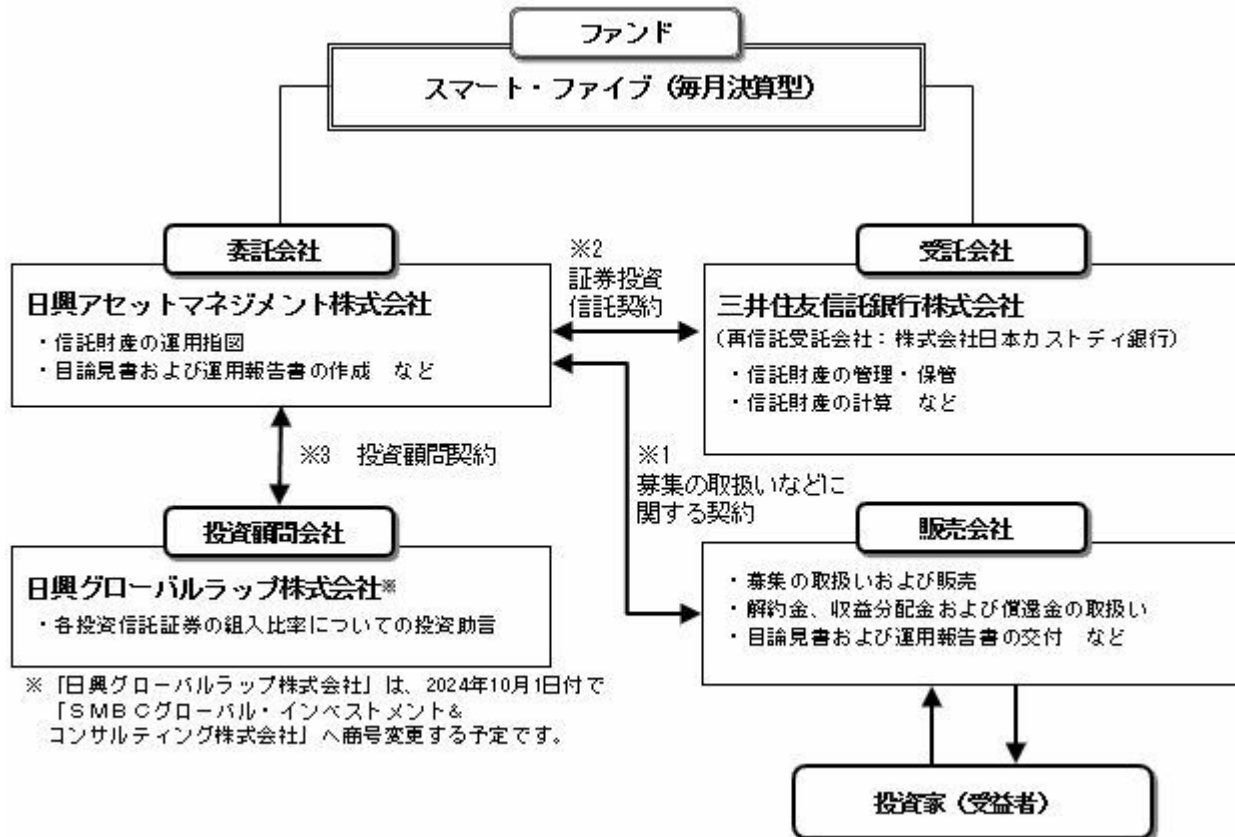 ファンド
スマート・ファイブ（毎月決算型）
委託会社
日興アセットマネジメント株式会社
・信託財産の運用指図
・目論見書および運用報告書の作成　など
※2
証券投資
信託契約
受託会社
三井住友信託銀行株式会社
（再信託受託会社：株式会社日本カストディ銀行）
・信託財産の管理・保管
・信託財産の計算　など
※3　投資顧問契約
※1
募集の取扱いなどに
関する契約
投資顧問会社
日興グローバルラップ株式会社※
・各投資信託証券の組入比率についての投資助言
※「日興グローバルラップ株式会社」は、2024年10月1日付で
「ＳＭＢＣグローバル・インベストメント＆
コンサルティング株式会社」へ商号変更する予定です。
販売会社
・募集の取扱いおよび販売
・解約金、収益分配金および償還金の取扱い
・目論見書および運用報告書の交付　など
投資家（受益者）